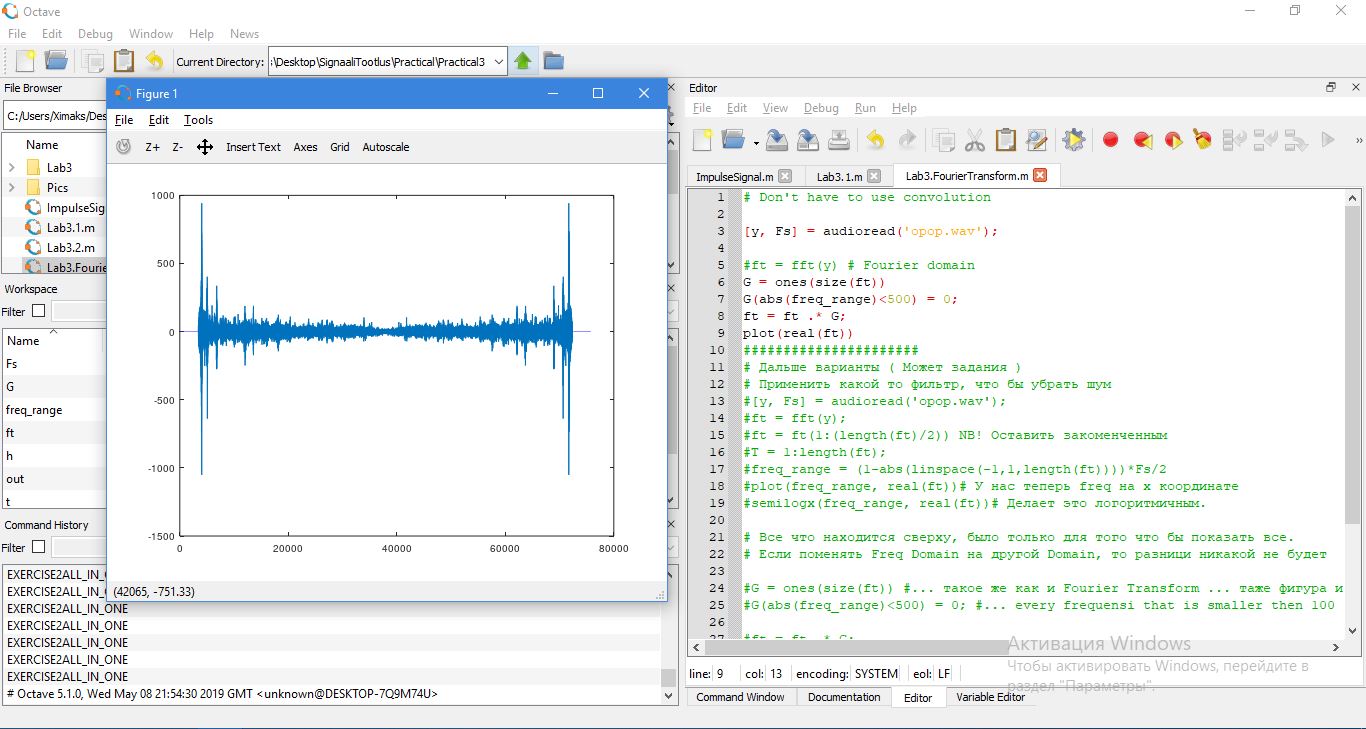 Octave
File Edit Debug Window Help News
Current Directory: :\Desktop\SignaaliTootlus\Practical\Practical3
File Browser
C:/Users/Ximaks/Des
Name
Lab3
Pics
ImpulseSig
Lab3.1.m
Lab3.2.m
Lab3.Fourie
Workspace
Filter
Name
Fs
G
freq_range
ft
h
out
t
Command History
Filter
EXERCISE2ALL_IN_O
EXERCISE2ALL_IN_O
EXERCISE2ALL_IN_ONE
EXERCISE2ALL_IN_ONE
EXERCISE2ALL_IN_ONE
EXERCISE2ALL_IN_ONE
EXERCISE2ALL_IN_ONE
# Octave 5.1.0, Wed May 08 21:54:30 2019 GMT <unknown@DESKTOP-7Q9M74U>
Figure 1
File Edit Tools
Z+ Z- Insert Text Axes Grid Autoscale
1000
500
0
-500
-1000
-1500
0 20000 40000 60000 80000
(42065, -751.33)
Editor
File Edit View Debug Run Help
ImpulseSignal.m Lab3.1.m Lab3.FourierTransform.m
1 # Don't have to use convolution
2
3 [y, Fs] = audioread('opop.wav');
4
5 #ft = fft(y) # Fourier domain
6 G = ones(size(ft))
7 G(abs(freq_range)<500) = 0;
8 ft = ft .* G;
9 plot(real(ft))
10 ######################
11 # Дальше варианты ( Может задания )
12 # Применить какой то фильтр, что бы убрать шум
13 #[y, Fs] = audioread('opop.wav');
14 #ft = fft(y);
15 #ft = ft(1:(length(ft)/2)) NB! Оставить закоменченным
16 #T = 1:length(ft);
17 #freq_range = (1-abs(linspace(-1,1,length(ft))))*Fs/2
18 #plot(freq_range, real(ft))# У нас теперь freq на x координате
19 #semilogx(freq_range, real(ft))# Делает это логоритмичным.
20
21 # Все что находится сверху, было только для того что бы показать все.
22 # Если поменять Freq Domain на другой Domain, то разници никакой не будет
23
24 #G = ones(size(ft)) #... такое же как и Fourier Transform ... таже фигура и
25 #G(abs(freq_range)<500) = 0; #... every frequensi that is smaller then 100
26
27 #ft = ft .* G;
Активация Windows
Чтобы активировать Windows, перейдите в
раздел "Параметры".
line: 9 col: 13 encoding: SYSTEM eol: LF
Command Window Documentation Editor Variable Editor